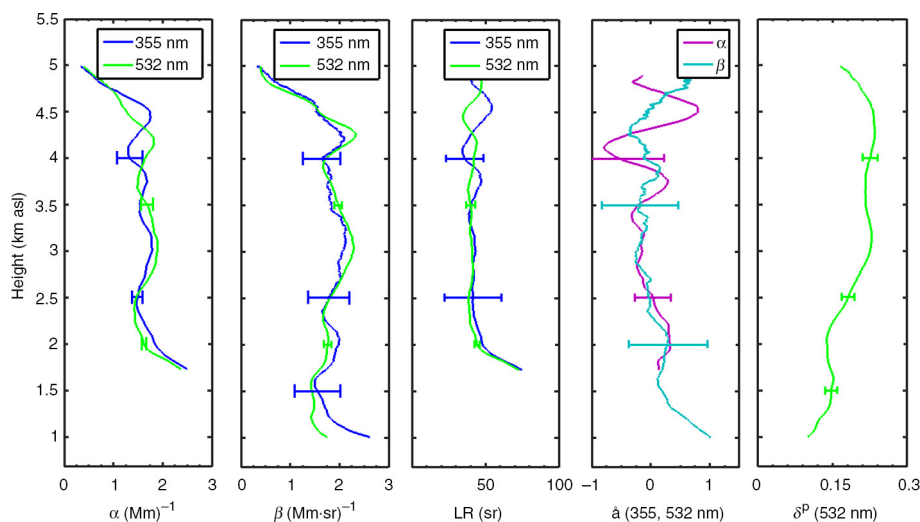 5.5
5
4.5
4
3.5
3
2.5
2
1.5
1
Height (km asl)
355 nm
532 nm
0 1 2 3
α (Mm)⁻¹
355 nm
532 nm
0 1 2 3
β (Mm·sr)⁻¹
355 nm
532 nm
0 50 100
LR (sr)
α
β
−1 0 1
å (355, 532 nm)
0 0.15 0.3
δᵖ (532 nm)